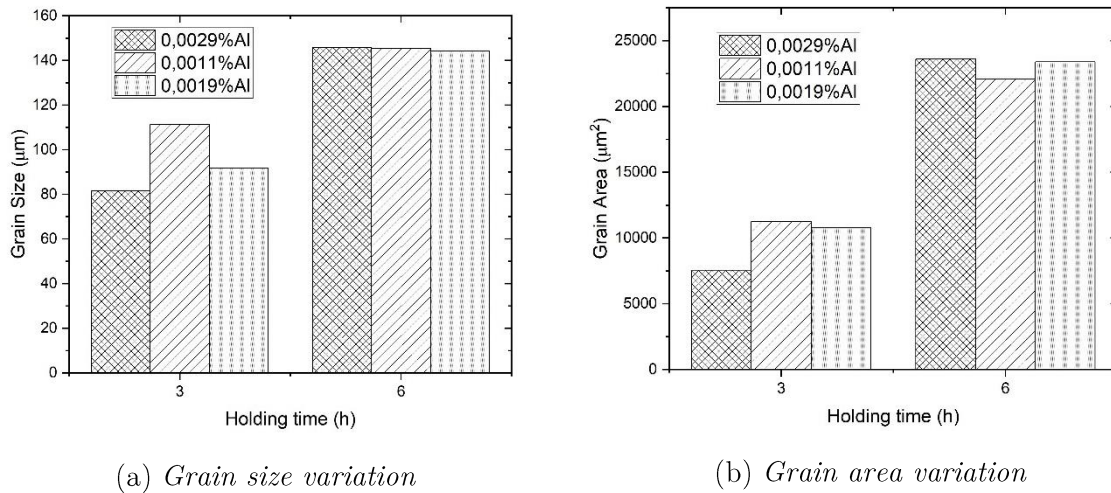 160
140
120
100
80
60
40
20
0
Grain Size (μm)
0,0029%Al
0,0011%Al
0,0019%Al
3
6
Holding time (h)
(a) Grain size variation
25000
20000
15000
10000
5000
0
Grain Area (μm²)
0,0029%Al
0,0011%Al
0,0019%Al
3
6
Holding time (h)
(b) Grain area variation